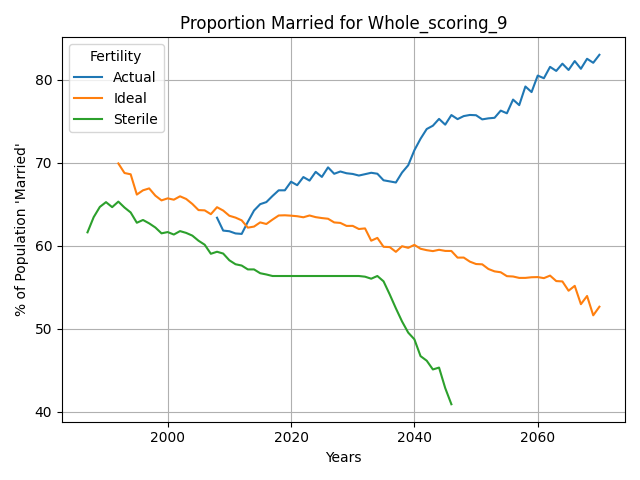 Proportion Married for Whole_scoring_9
Fertility
Actual
Ideal
Sterile
% of Population 'Married'
80
70
60
50
40
2000
2020
2040
2060
Years